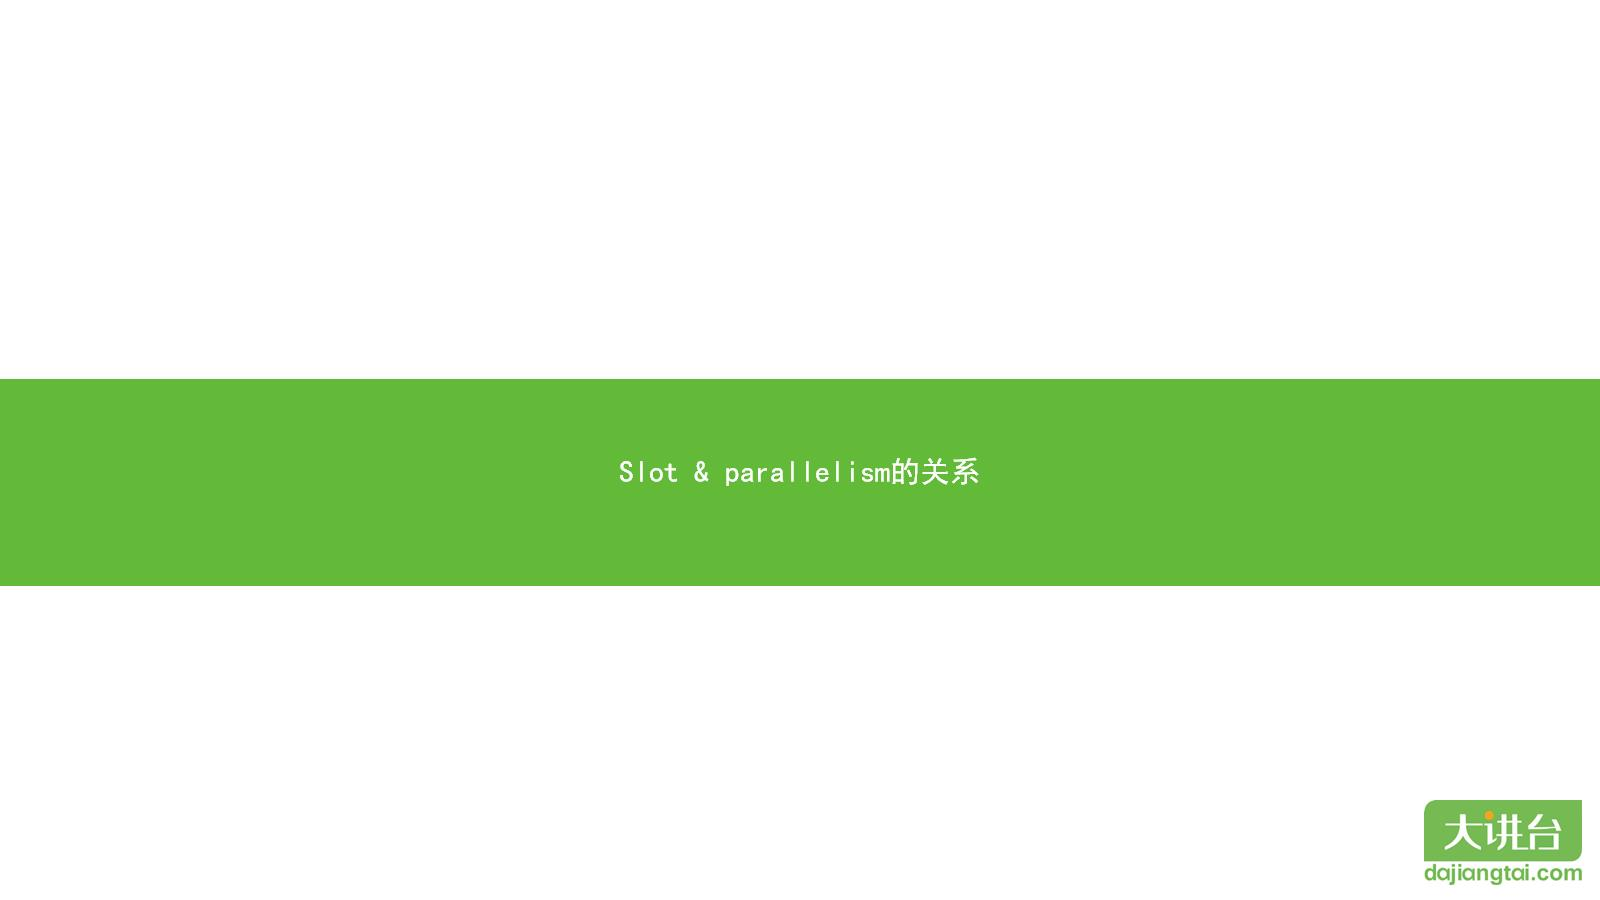 Slot & parallelism的关系
大讲台
dajiangtai.com